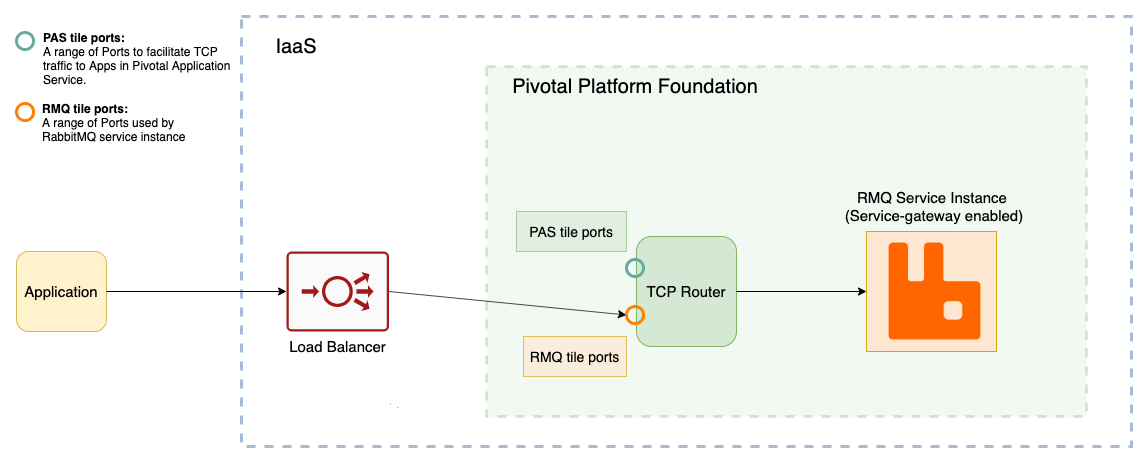 PAS tile ports:
A range of Ports to facilitate TCP
traffic to Apps in Pivotal Application
Service.
RMQ tile ports:
A range of Ports used by
RabbitMQ service instance
IaaS
Pivotal Platform Foundation
RMQ Service Instance
(Service-gateway enabled)
PAS tile ports
Application
TCP Router
Load Balancer
RMQ tile ports